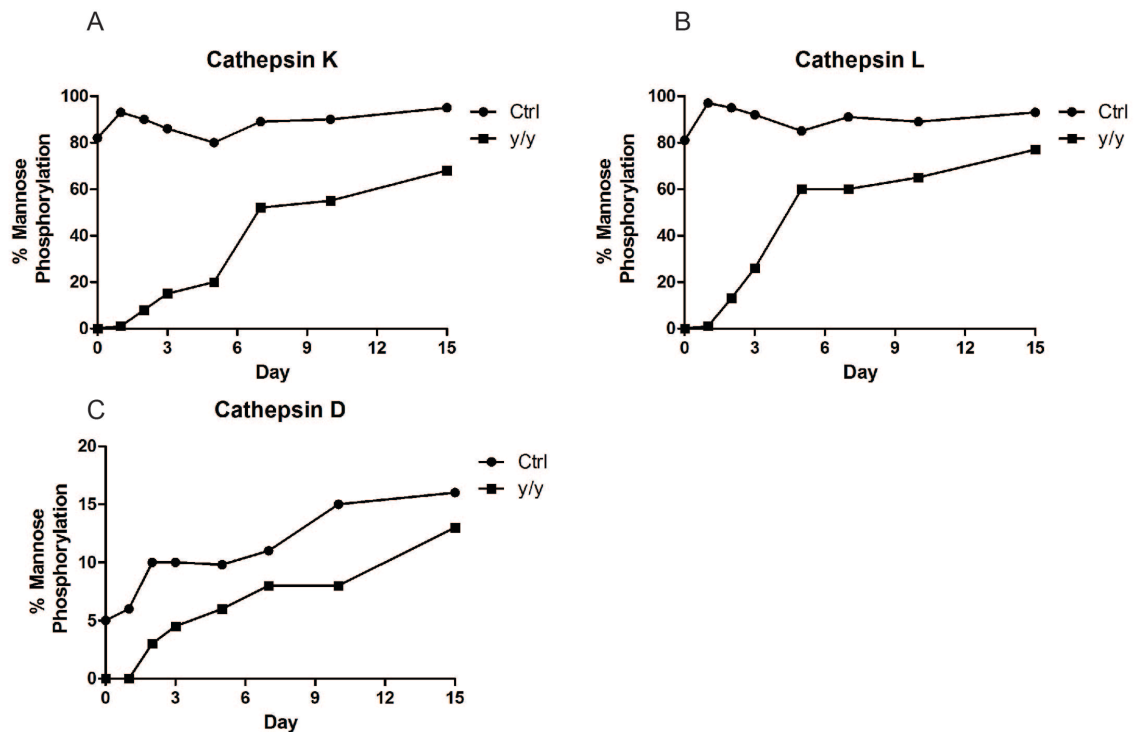 A
Cathepsin K
% Mannose
Phosphorylation
100
80
60
40
20
0
0 3 6 9 12 15
Day
Ctrl
y/y
B
Cathepsin L
% Mannose
Phosphorylation
100
80
60
40
20
0
0 3 6 9 12 15
Day
Ctrl
y/y
C
Cathepsin D
% Mannose
Phosphorylation
20
15
10
5
0
0 3 6 9 12 15
Day
Ctrl
y/y